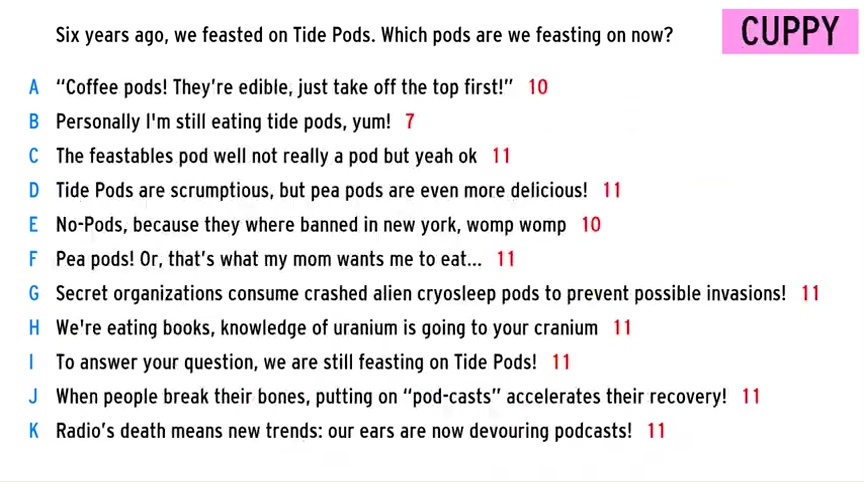 Six years ago, we feasted on Tide Pods. Which pods are we feasting on now?
CUPPY
A “Coffee pods! They’re edible, just take off the top first!” 10
B Personally I'm still eating tide pods, yum! 7
C The feastables pod well not really a pod but yeah ok 11
D Tide Pods are scrumptious, but pea pods are even more delicious! 11
E No-Pods, because they where banned in new york, womp womp 10
F Pea pods! Or, that’s what my mom wants me to eat... 11
G Secret organizations consume crashed alien cryosleep pods to prevent possible invasions! 11
H We're eating books, knowledge of uranium is going to your cranium 11
I To answer your question, we are still feasting on Tide Pods! 11
J When people break their bones, putting on “pod-casts” accelerates their recovery! 11
K Radio’s death means new trends: our ears are now devouring podcasts! 11